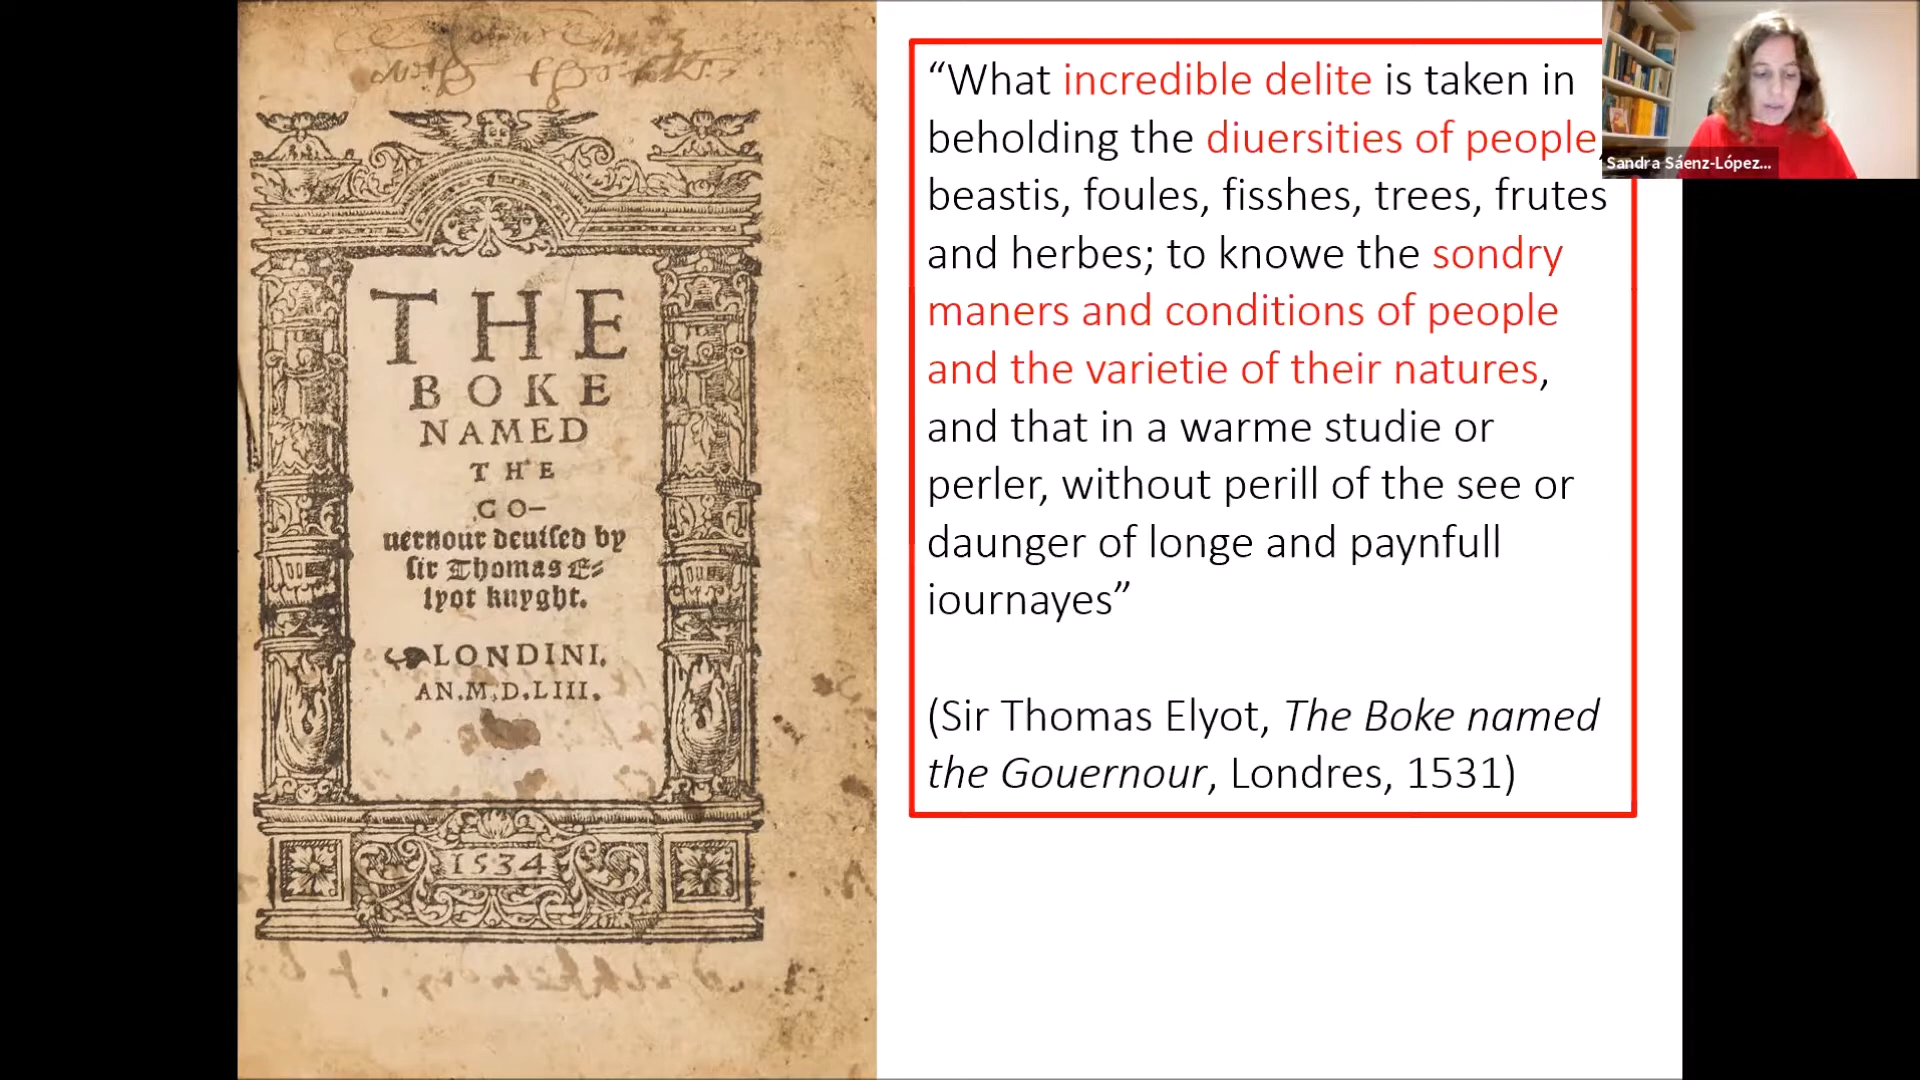 THE
BOKE
NAMED
THE
GO–
uernour deuiſed by
ſir Thomas E⸗
lyot knyght.
LONDINI.
AN.M.D.LIII.
1534
“What incredible delite is taken in
beholding the diuersities of people,
beastis, foules, fisshes, trees, frutes
and herbes; to knowe the sondry
maners and conditions of people
and the varietie of their natures,
and that in a warme studie or
perler, without perill of the see or
daunger of longe and paynfull
iournayes”
(Sir Thomas Elyot, The Boke named
the Gouernour, Londres, 1531)
Sandra Sáenz-López...